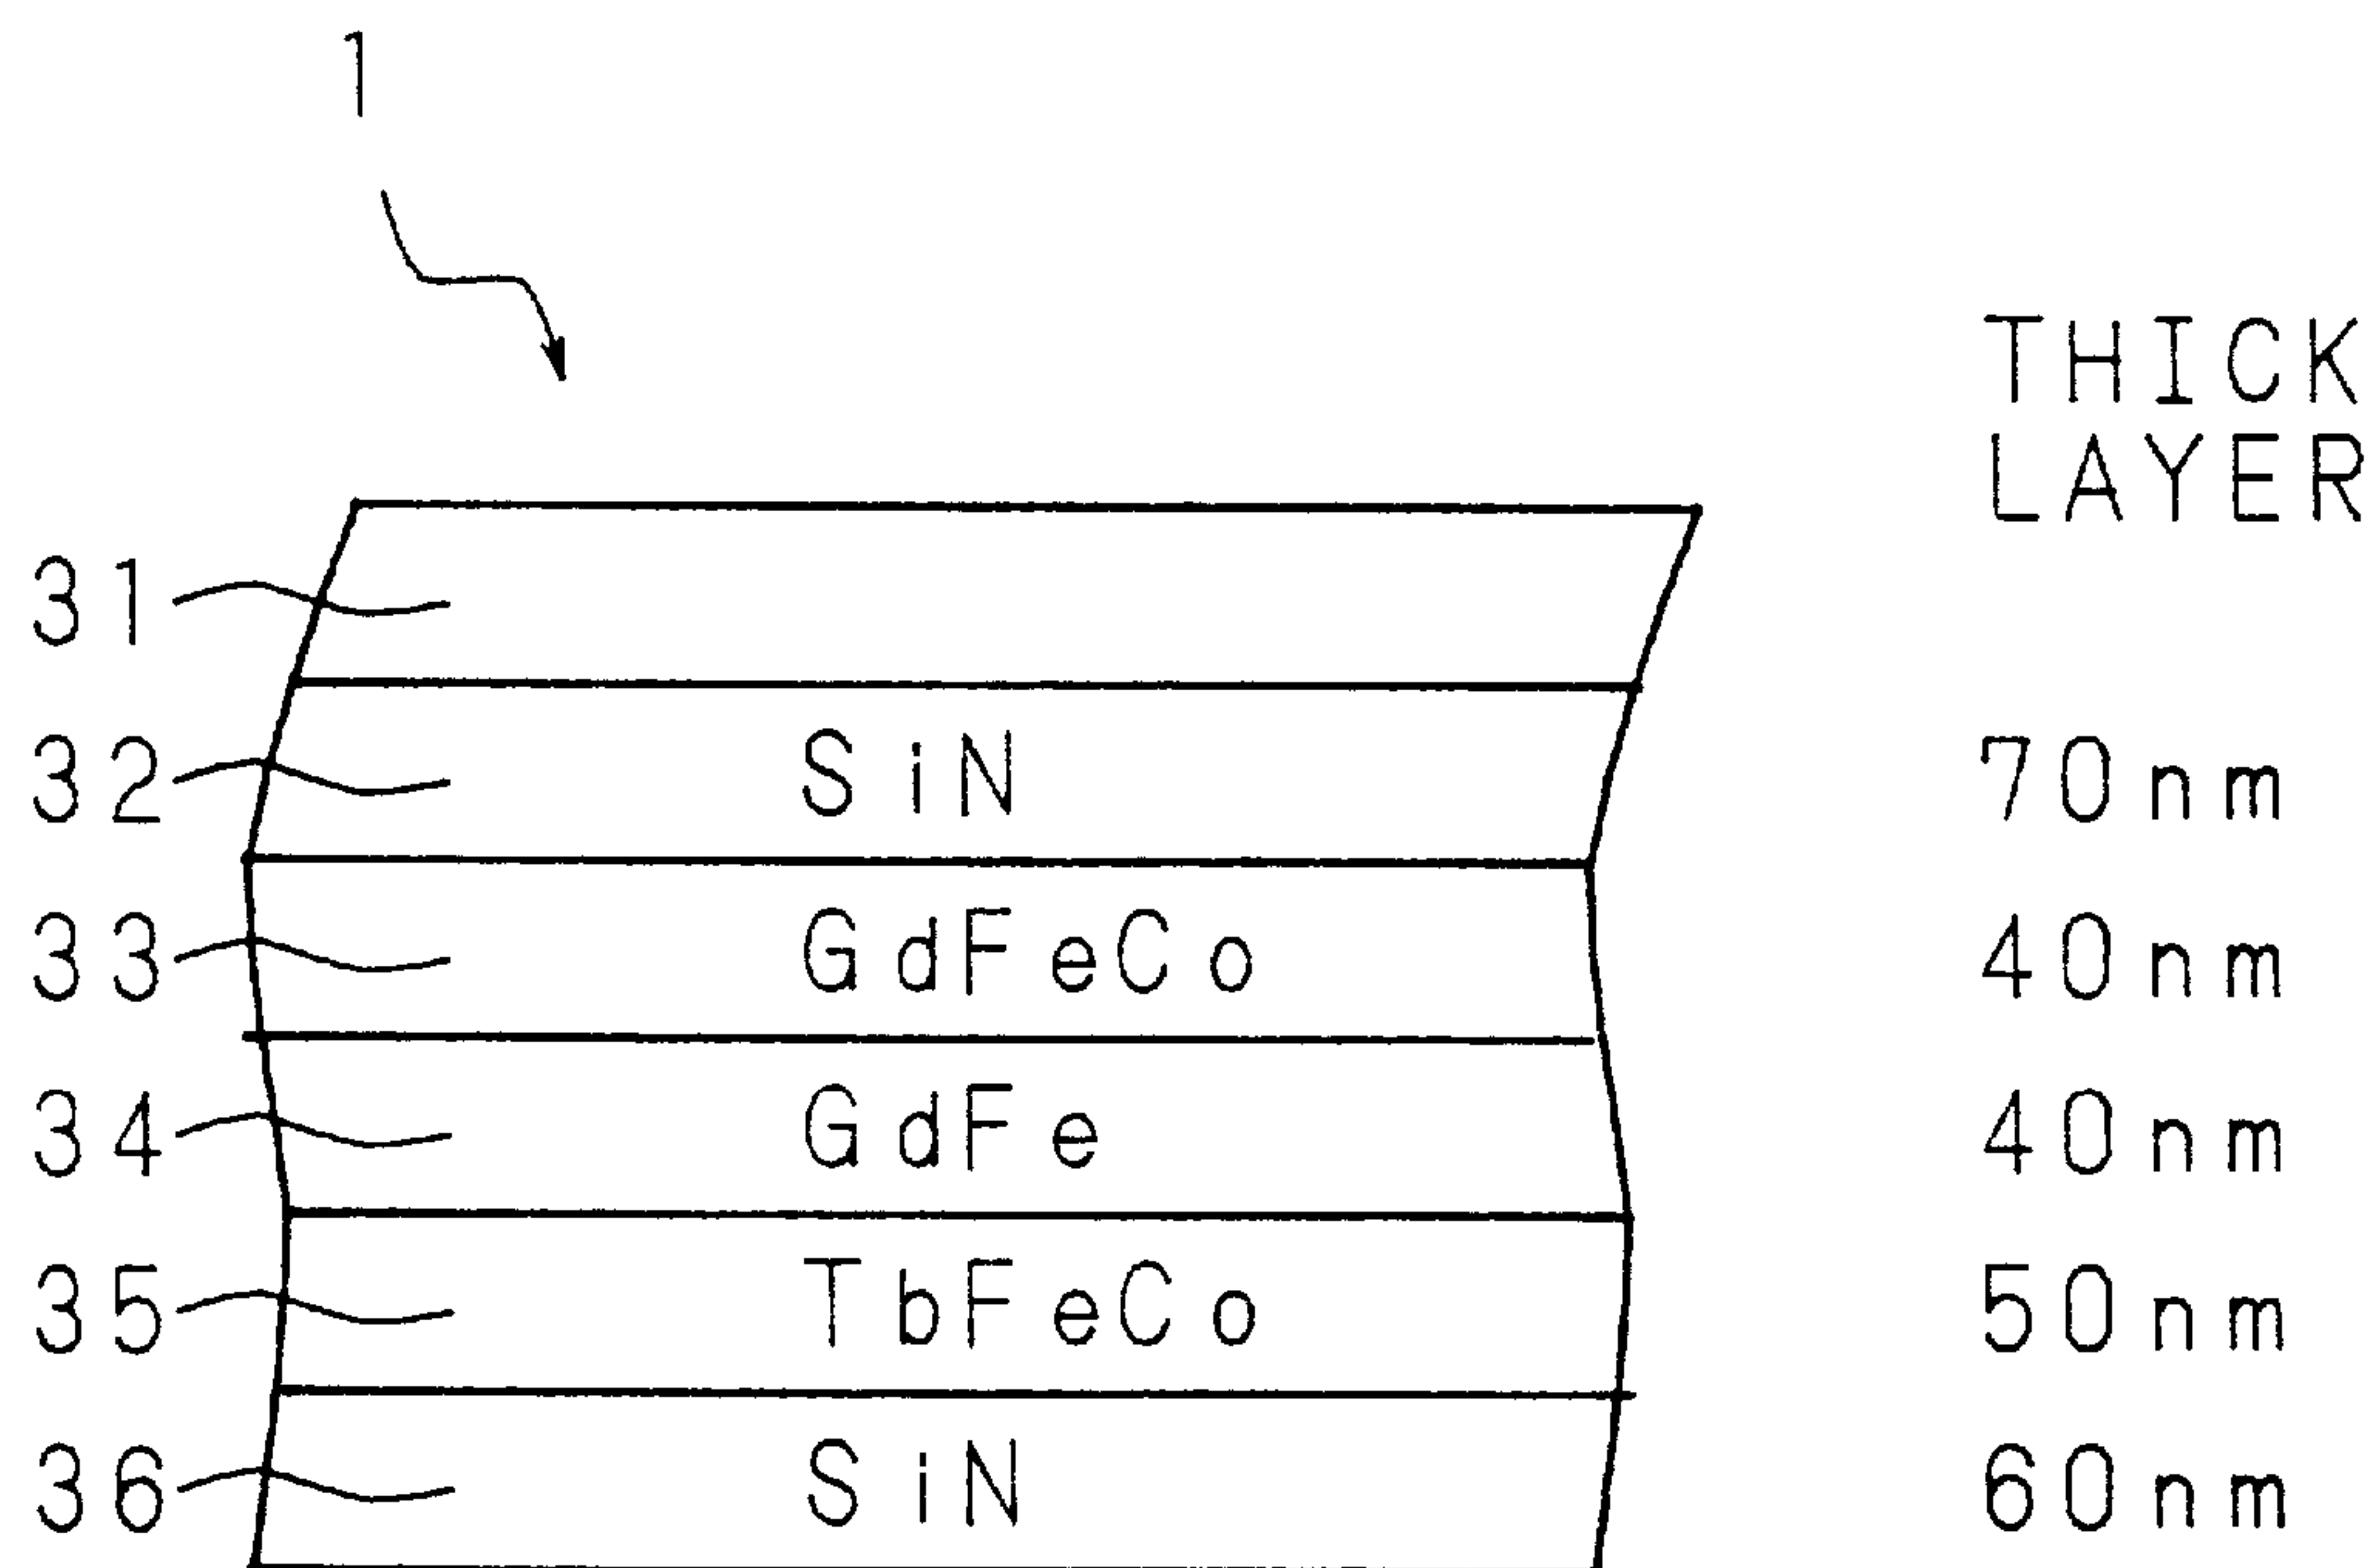 1
THICK
LAYER
31
32 SiN 70nm
33 GdFeCo 40nm
34 GdFe 40nm
35 TbFeCo 50nm
36 SiN 60nm